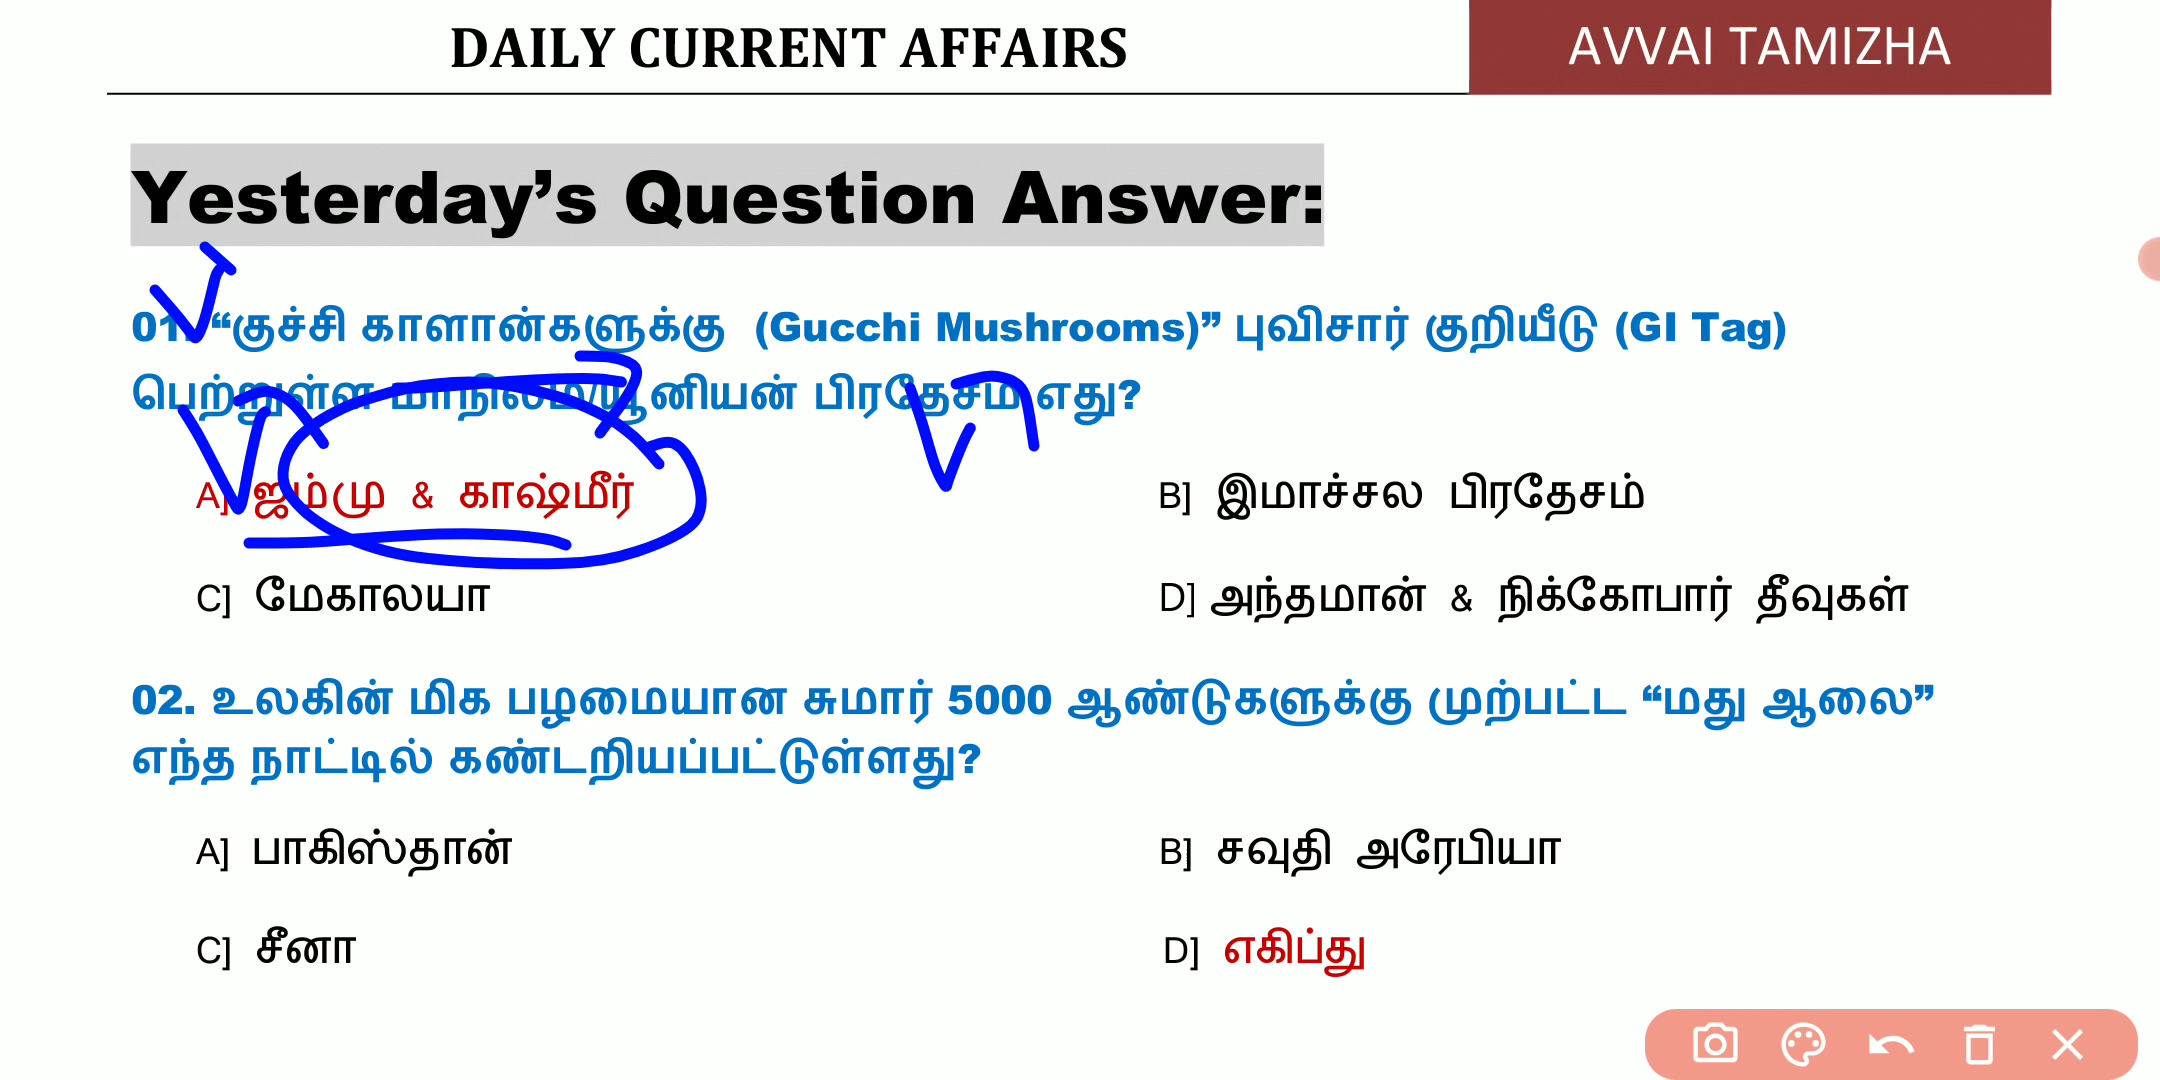 DAILY CURRENT AFFAIRS AVVAI TAMIZHA
Yesterday’s Question Answer:
01. “குச்சி காளான்களுக்கு (Gucchi Mushrooms)” புவிசார் குறியீடு (GI Tag)
பெற்றுள்ள மாநிலம்/யூனியன் பிரதேசம் எது?
A] ஜம்மு & காஷ்மீர் B] இமாச்சல பிரதேசம்
C] மேகாலயா D] அந்தமான் & நிக்கோபார் தீவுகள்
02. உலகின் மிக பழமையான சுமார் 5000 ஆண்டுகளுக்கு முற்பட்ட “மது ஆலை”
எந்த நாட்டில் கண்டறியப்பட்டுள்ளது?
A] பாகிஸ்தான் B] சவுதி அரேபியா
C] சீனா D] எகிப்து